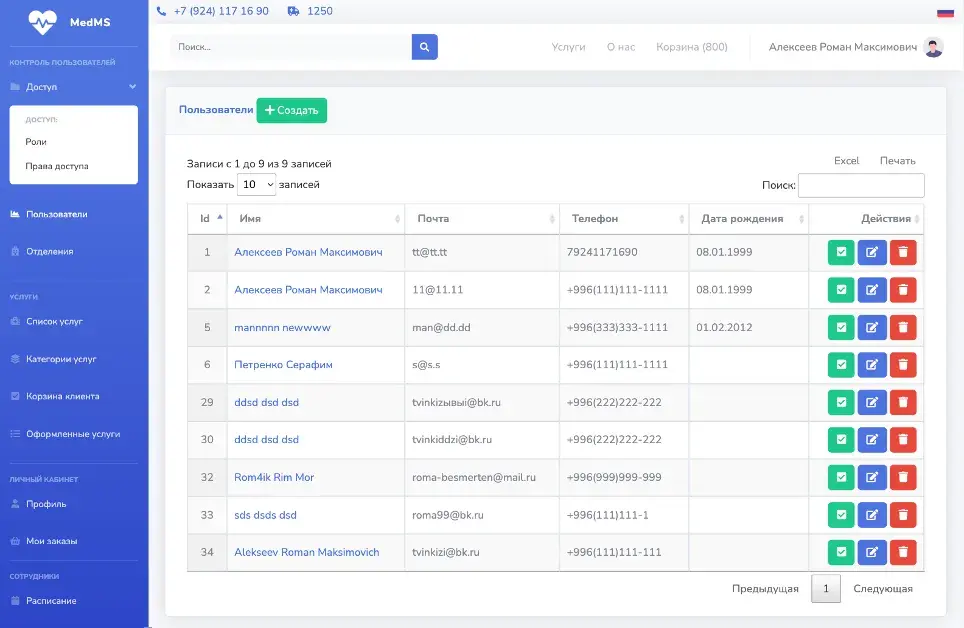 MedMS
КОНТРОЛЬ ПОЛЬЗОВАТЕЛЕЙ
Доступ
ДОСТУП:
Роли
Права доступа
Пользователи
Отделения
УСЛУГИ
Список услуг
Категории услуг
Корзина клиента
Оформленные услуги
ЛИЧНЫЙ КАБИНЕТ
Профиль
Мои заказы
СОТРУДНИКИ
Расписание
+7 (924) 117 16 90 1250
Поиск... Услуги О нас Корзина (800) Алексеев Роман Максимович
Пользователи Создать
Записи с 1 до 9 из 9 записей Excel Печать
Показать 10 записей Поиск:
Id Имя Почта Телефон Дата рождения Действия
1 Алексеев Роман Максимович tt@tt.tt 79241171690 08.01.1999
2 Алексеев Роман Максимович 11@11.11 +996(111)111-1111 08.01.1999
5 mannnnn newwww man@dd.dd +996(333)333-1111 01.02.2012
6 Петренко Серафим s@s.s +996(111)111-1111
29 ddsd dsd dsd tvinkizывыi@bk.ru +996(222)222-222
30 ddsd dsd dsd tvinkiddzi@bk.ru +996(222)222-222
32 Rom4ik Rim Mor roma-besmerten@mail.ru +996(999)999-999
33 sds dsds dsd roma99@bk.ru +996(111)111-1
34 Alekseev Roman Maksimovich tvinkizi@bk.ru +996(111)111-111
Предыдущая 1 Следующая